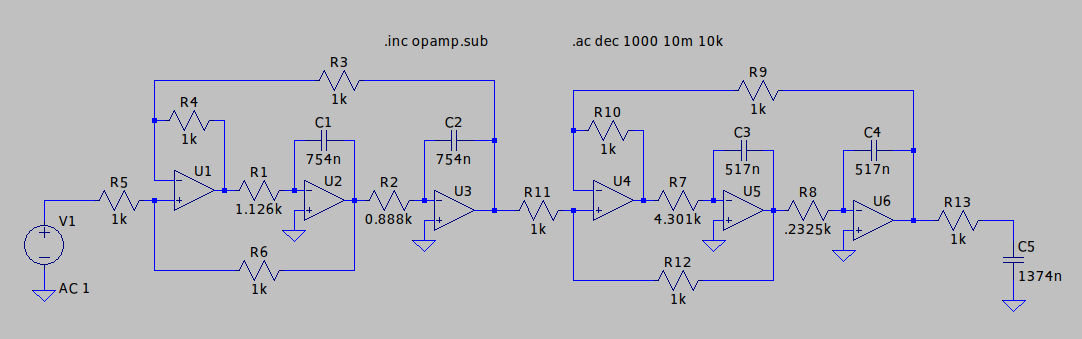 .inc opamp.sub
.ac dec 1000 10m 10k
R3
1k
R9
1k
R4
1k
R10
1k
C1
754n
C2
754n
C3
517n
C4
517n
U1
U2
U3
U4
U5
U6
R5
1k
R1
1.126k
R2
0.888k
R11
1k
R7
4.301k
R8
.2325k
R13
1k
V1
AC 1
R6
1k
R12
1k
C5
1374n